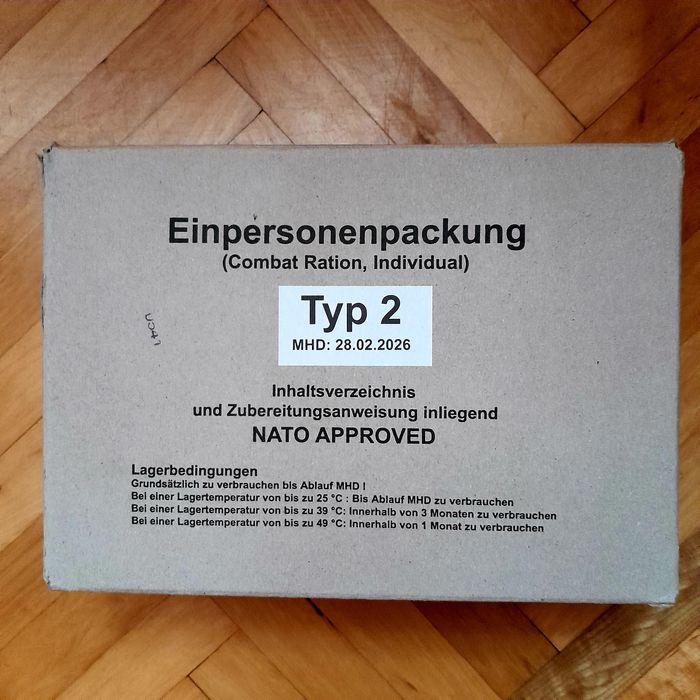 Einpersonenpackung
(Combat Ration, Individual)
Typ 2
MHD: 28.02.2026
Inhaltsverzeichnis
und Zubereitungsanweisung inliegend
NATO APPROVED
Lagerbedingungen
Grundsätzlich zu verbrauchen bis Ablauf MHD !
Bei einer Lagertemperatur von bis zu 25 °C : Bis Ablauf MHD zu verbrauchen
Bei einer Lagertemperatur von bis zu 39 °C: Innerhalb von 3 Monaten zu verbrauchen
Bei einer Lagertemperatur von bis zu 49 °C: Innerhalb von 1 Monat zu verbrauchen